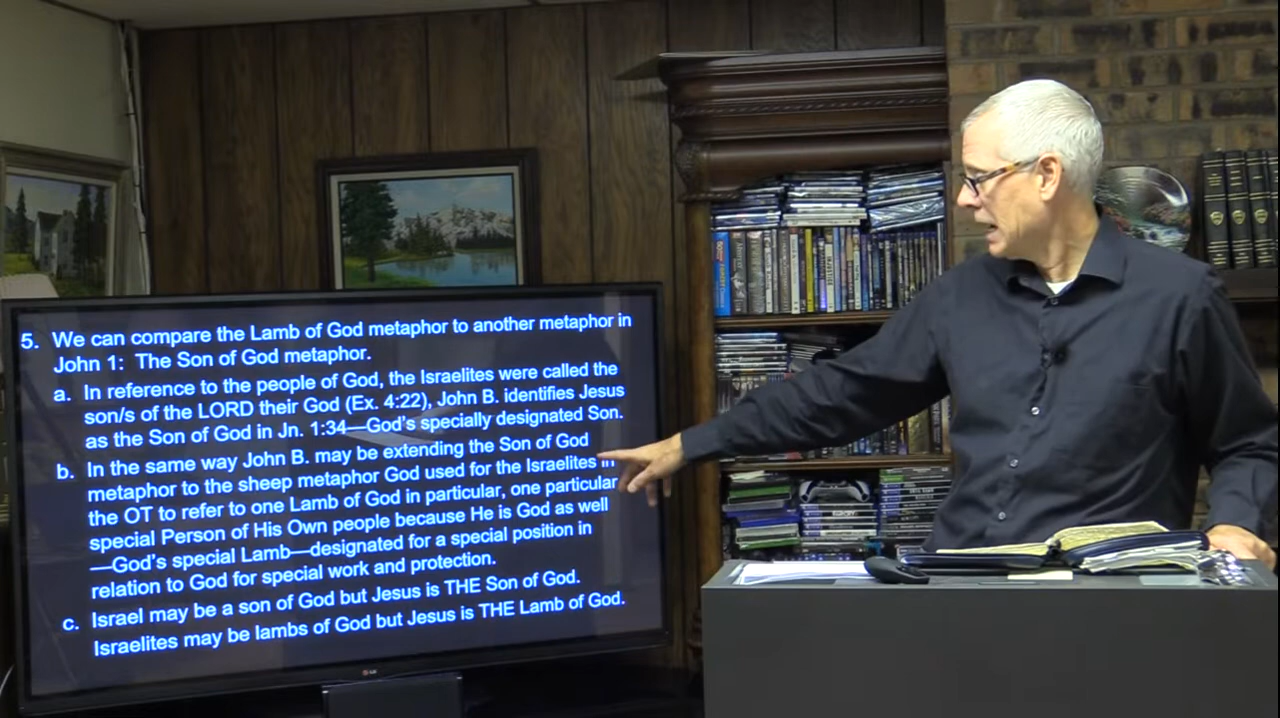 5. We can compare the Lamb of God metaphor to another metaphor in
John 1: The Son of God metaphor.
a. In reference to the people of God, the Israelites were called the
son/s of the LORD their God (Ex. 4:22), John B. identifies Jesus
as the Son of God in Jn. 1:34—God's specially designated Son.
b. In the same way John B. may be extending the Son of God
metaphor to the sheep metaphor God used for the Israelites in
the OT to refer to one Lamb of God in particular, one particular
special Person of His Own people because He is God as well
—God's special Lamb—designated for a special position in
relation to God for special work and protection.
c. Israel may be a son of God but Jesus is THE Son of God.
Israelites may be lambs of God but Jesus is THE Lamb of God.
LG